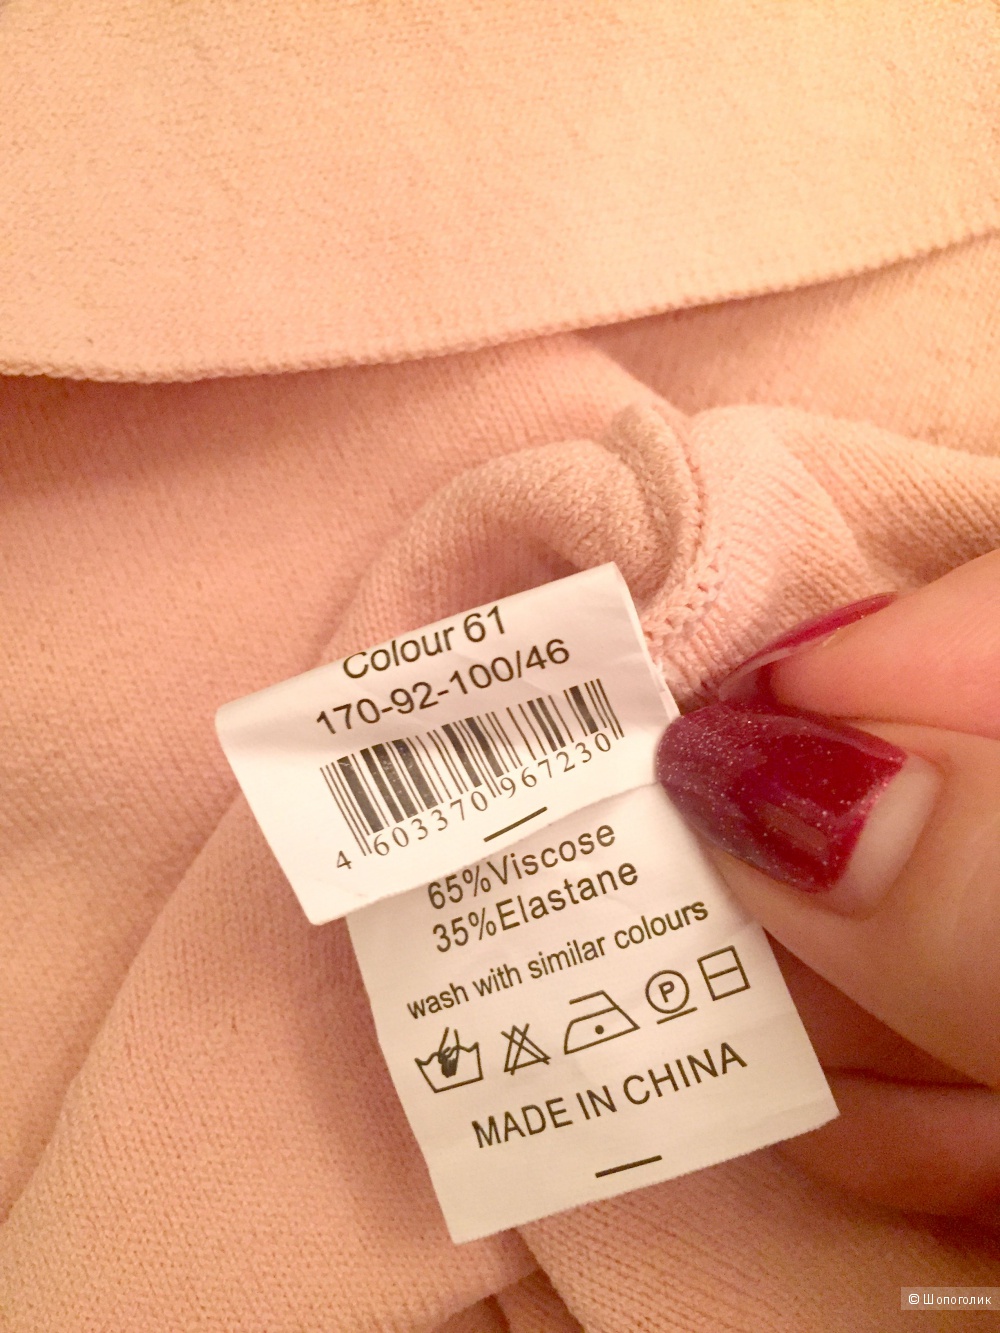 Colour 61
170-92-100/46
4 603370 967230
65%Viscose
35%Elastane
wash with similar colours
P
MADE IN CHINA
© Шопоголик